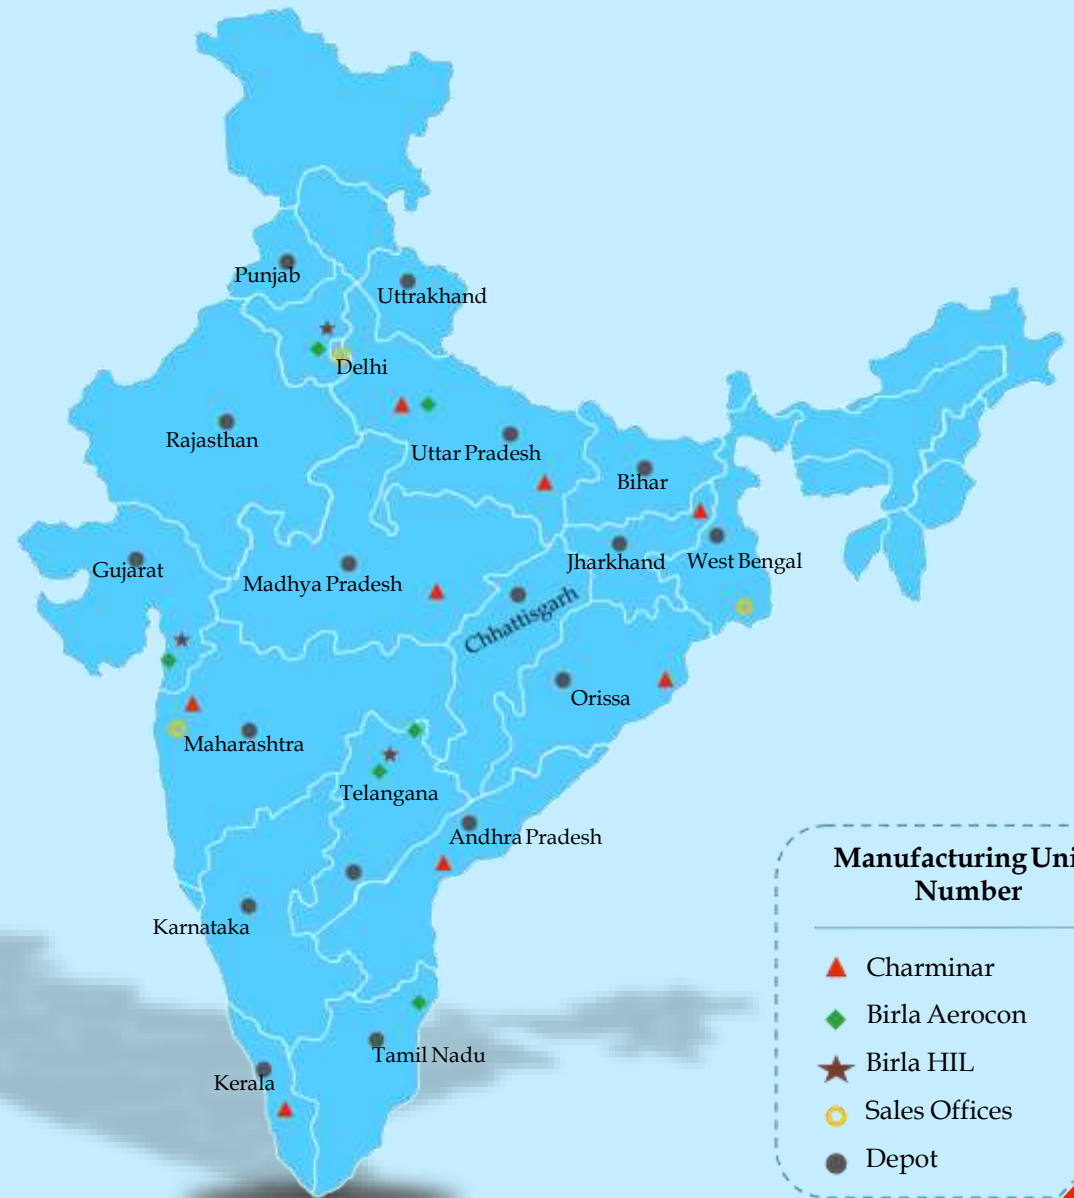 Punjab
Uttrakhand
Delhi
Rajasthan
Uttar Pradesh
Bihar
Gujarat
Madhya Pradesh
Jharkhand
West Bengal
Chhattisgarh
Orissa
Maharashtra
Telangana
Andhra Pradesh
Karnataka
Tamil Nadu
Kerala
Manufacturing Uni
Number
Charminar
Birla Aerocon
Birla HIL
Sales Offices
Depot